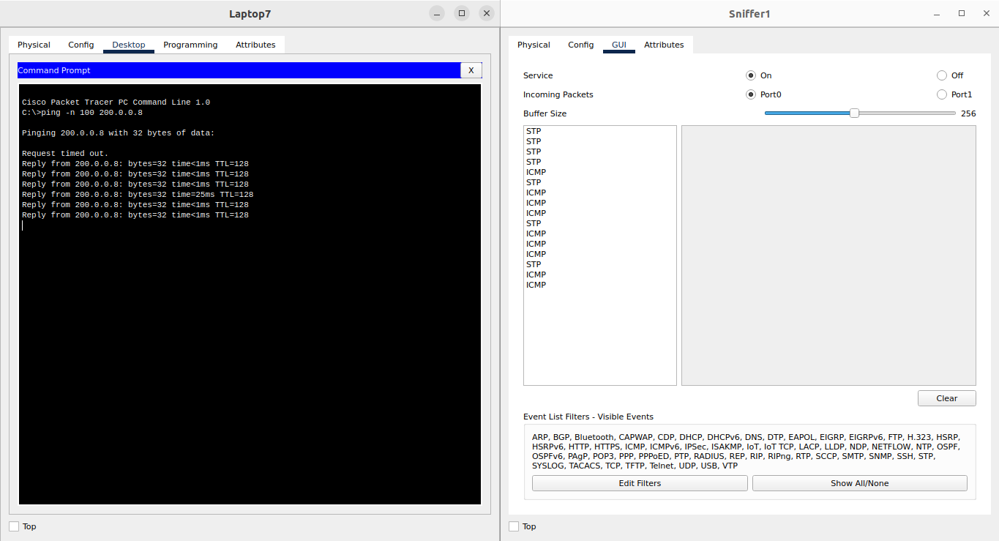 Laptop7
Physical Config Desktop Programming Attributes
Command Prompt X
Cisco Packet Tracer PC Command Line 1.0
C:\>ping -n 100 200.0.0.8
Pinging 200.0.0.8 with 32 bytes of data:
Request timed out.
Reply from 200.0.0.8: bytes=32 time<1ms TTL=128
Reply from 200.0.0.8: bytes=32 time<1ms TTL=128
Reply from 200.0.0.8: bytes=32 time<1ms TTL=128
Reply from 200.0.0.8: bytes=32 time=25ms TTL=128
Reply from 200.0.0.8: bytes=32 time<1ms TTL=128
Reply from 200.0.0.8: bytes=32 time<1ms TTL=128
Top
Sniffer1
Physical Config GUI Attributes
Service On Off
Incoming Packets Port0 Port1
Buffer Size 256
STP
STP
STP
STP
ICMP
STP
ICMP
ICMP
ICMP
STP
ICMP
ICMP
ICMP
STP
ICMP
ICMP
Clear
Event List Filters - Visible Events
ARP, BGP, Bluetooth, CAPWAP, CDP, DHCP, DHCPv6, DNS, DTP, EAPOL, EIGRP, EIGRPv6, FTP, H.323, HSRP,
HSRPv6, HTTP, HTTPS, ICMP, ICMPv6, IPSec, ISAKMP, IoT, IoT TCP, LACP, LLDP, NDP, NETFLOW, NTP, OSPF,
OSPFv6, PAgP, POP3, PPP, PPPoED, PTP, RADIUS, REP, RIP, RIPng, RTP, SCCP, SMTP, SNMP, SSH, STP,
SYSLOG, TACACS, TCP, TFTP, Telnet, UDP, USB, VTP
Edit Filters Show All/None
Top